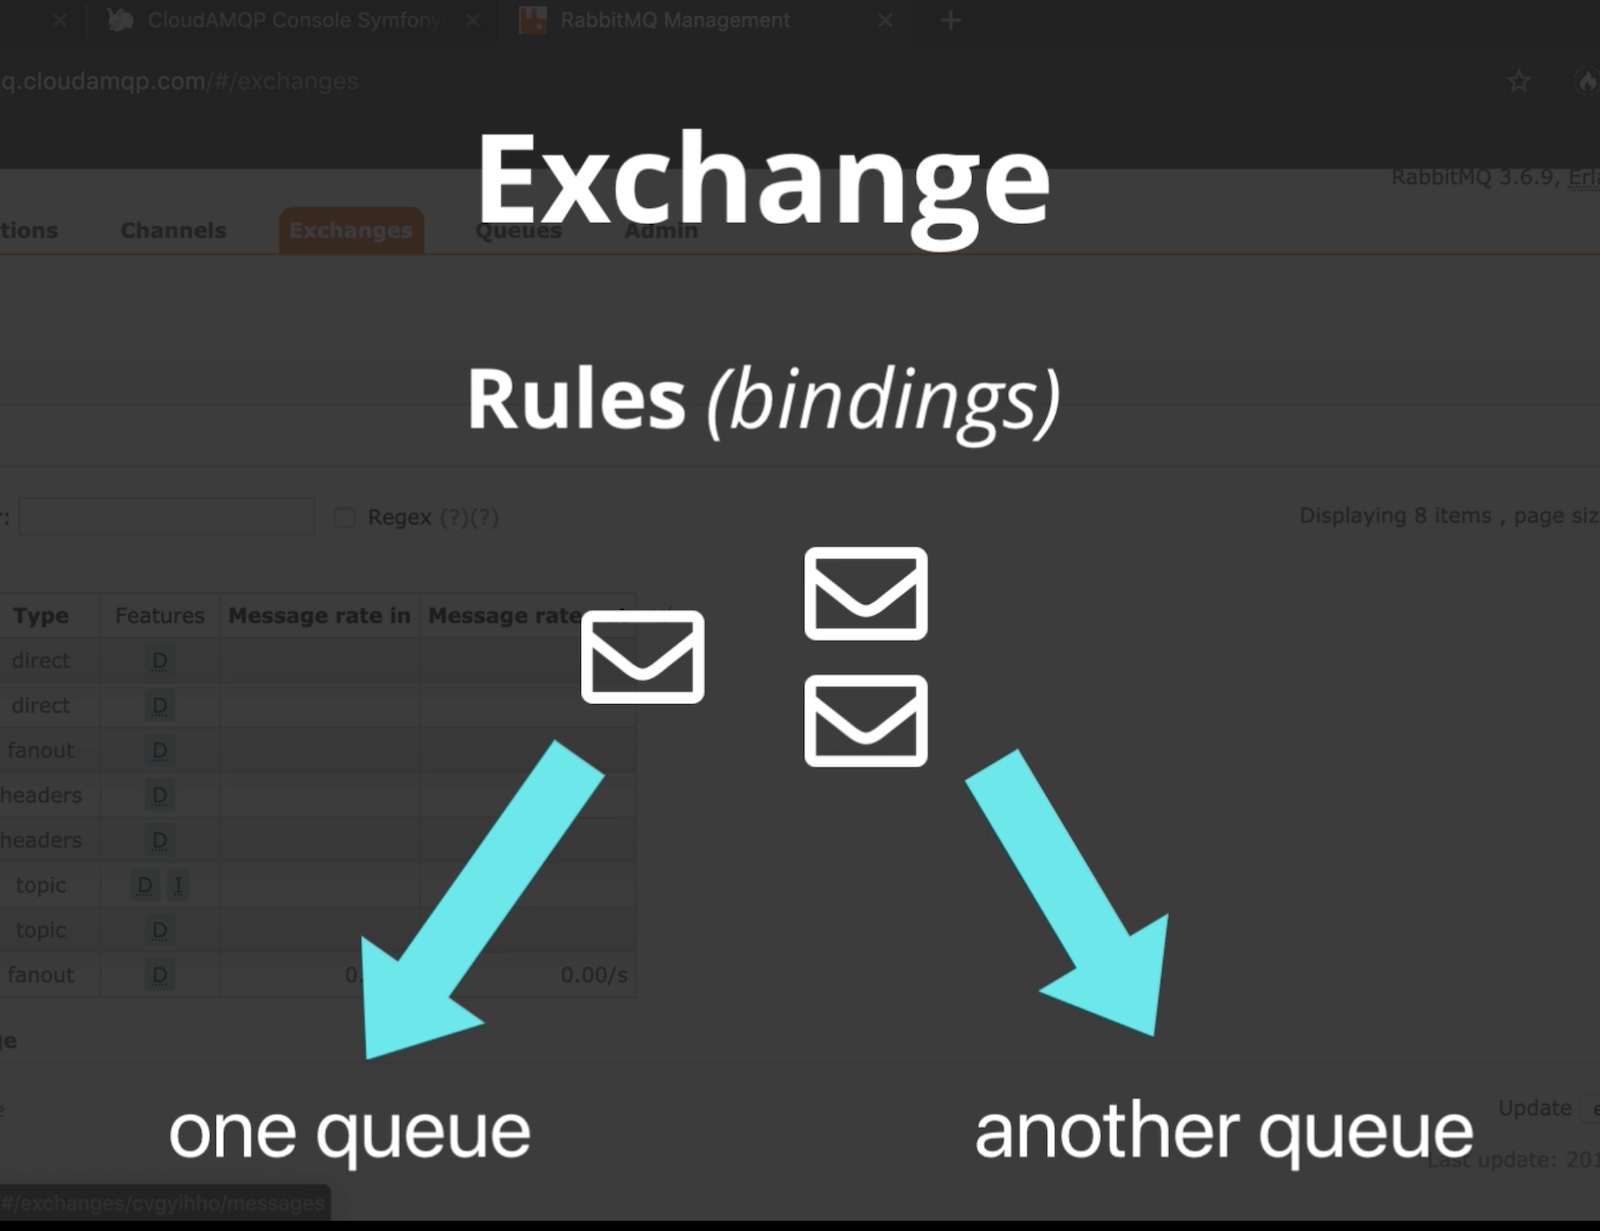 CloudAMQP Console Symfony
RabbitMQ Management
q.cloudamqp.com/#/exchanges
Exchange
RabbitMQ 3.6.9,
tions Channels Exchanges Queues Admin
Rules (bindings)
Regex (?)(?)
Displaying 8 items , page siz
Type Features Message rate in Message rate
direct D
direct D
fanout D
headers D
headers D
topic D I
topic D
fanout D 0. 0.00/s
ge
one queue
another queue
Update
Last update: 201
#/exchanges/cvgyihho/messages